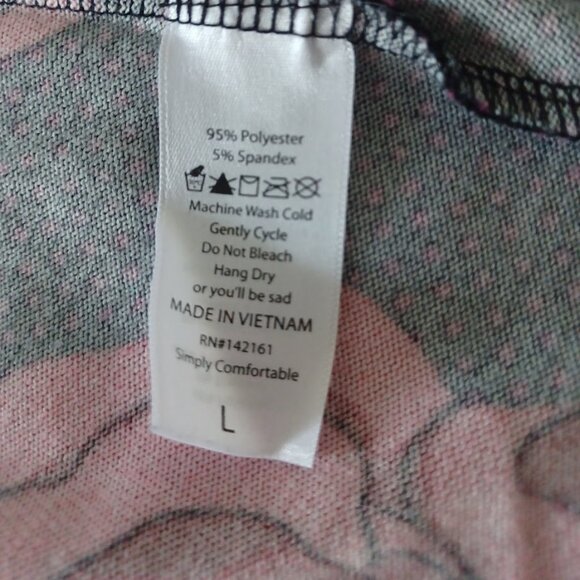 95% Polyester
5% Spandex
Machine Wash Cold
Gently Cycle
Do Not Bleach
Hang Dry
or you'll be sad
MADE IN VIETNAM
RN#142161
Simply Comfortable
L